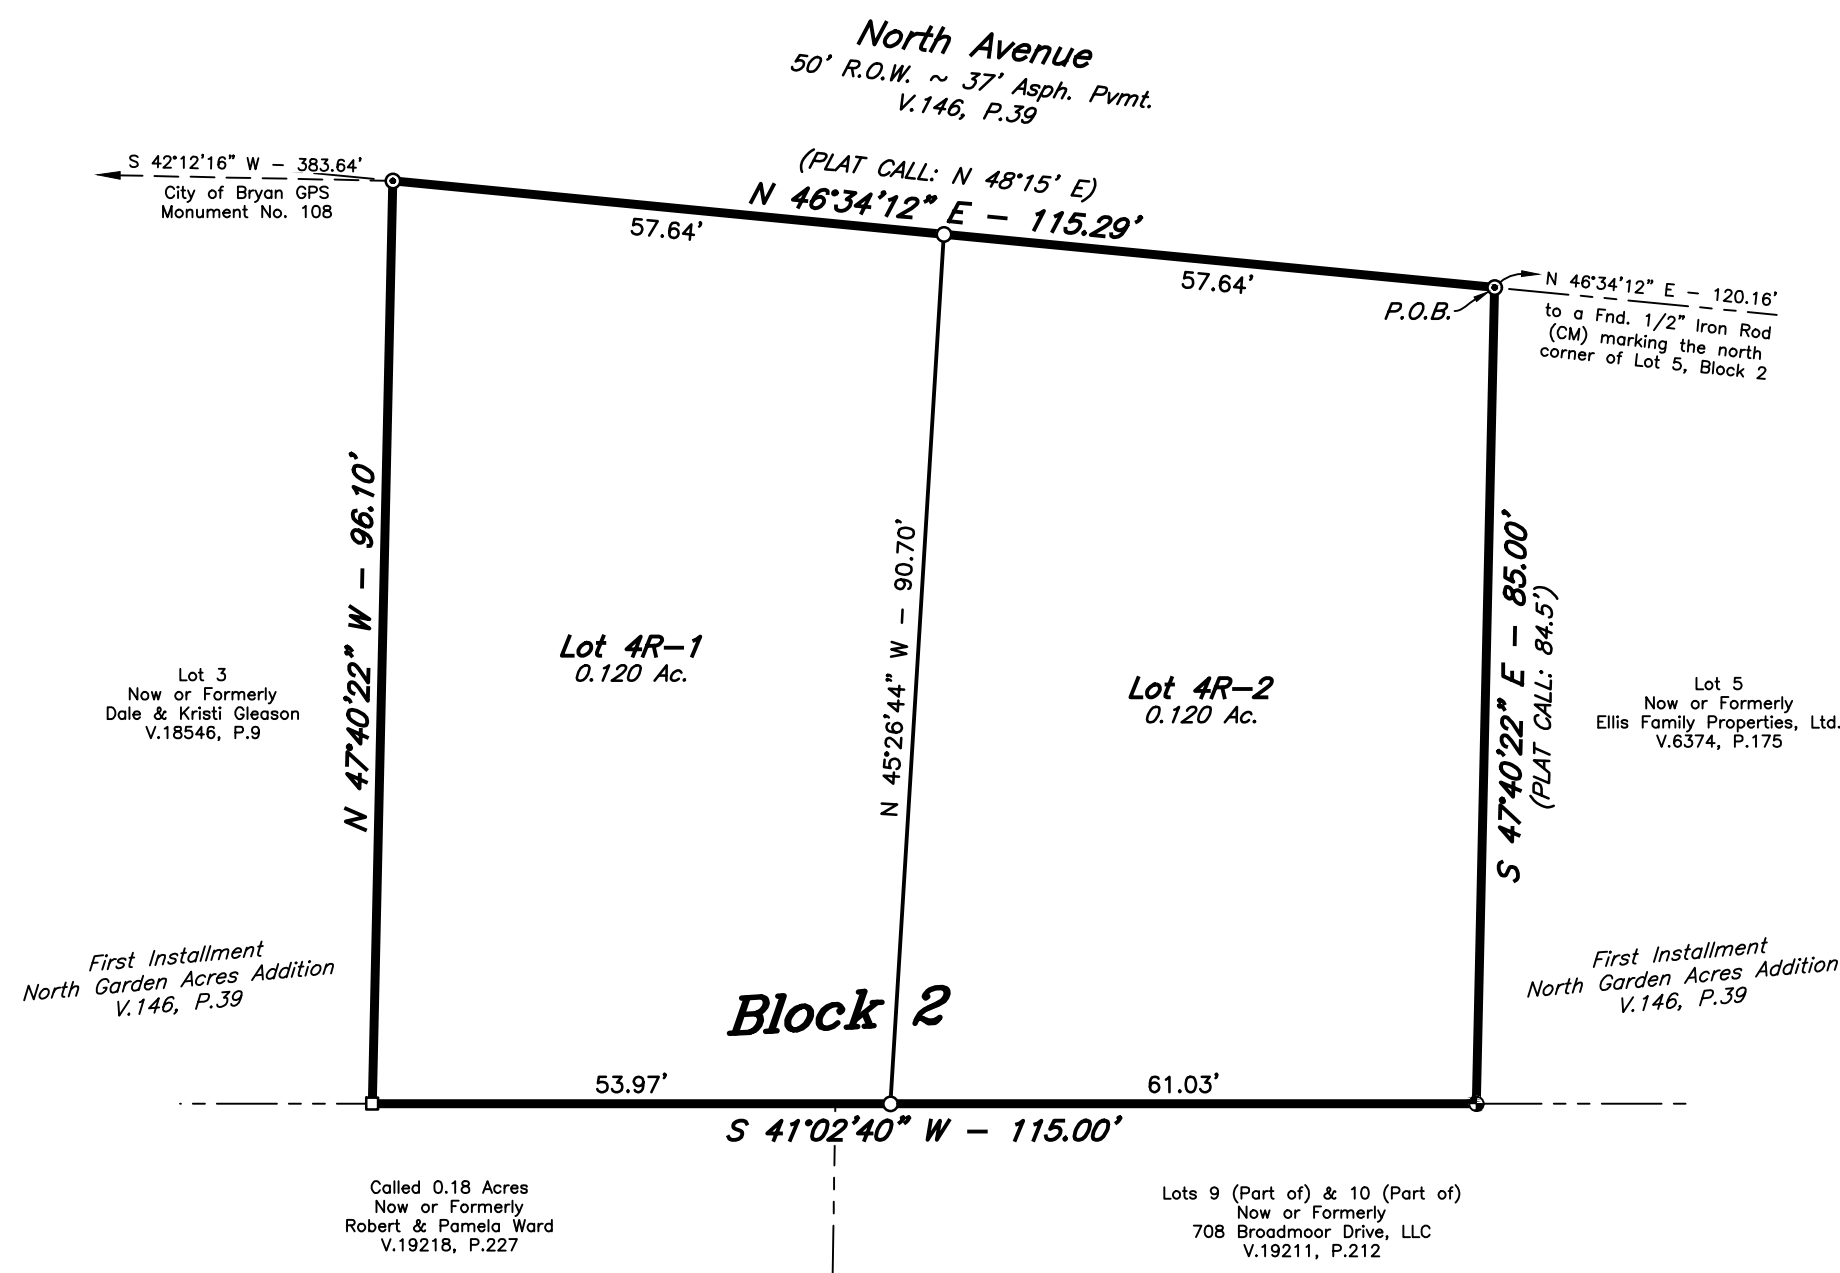 North Avenue
50' R.O.W. ~ 37' Asph. Pvmt.
V.146, P.39
(PLAT CALL: N 48°15' E)
N 46°34'12" E - 115.29'
57.64'
57.64'
S 42°12'16" W - 383.64'
City of Bryan GPS
Monument No. 108
P.O.B.
N 46°34'12" E - 120.16'
to a Fnd. 1/2" Iron Rod
(CM) marking the north
corner of Lot 5, Block 2
N 47°40'22" W - 96.10'
N 45°26'44" W - 90.70'
S 47°40'22" E - 85.00'
(PLAT CALL: 84.5')
Lot 4R-1
0.120 Ac.
Lot 4R-2
0.120 Ac.
Lot 3
Now or Formerly
Dale & Kristi Gleason
V.18546, P.9
Lot 5
Now or Formerly
Ellis Family Properties, Ltd.
V.6374, P.175
First Installment
North Garden Acres Addition
V.146, P.39
First Installment
North Garden Acres Addition
V.146, P.39
Block 2
53.97'
61.03'
S 41°02'40" W - 115.00'
Called 0.18 Acres
Now or Formerly
Robert & Pamela Ward
V.19218, P.227
Lots 9 (Part of) & 10 (Part of)
Now or Formerly
708 Broadmoor Drive, LLC
V.19211, P.212